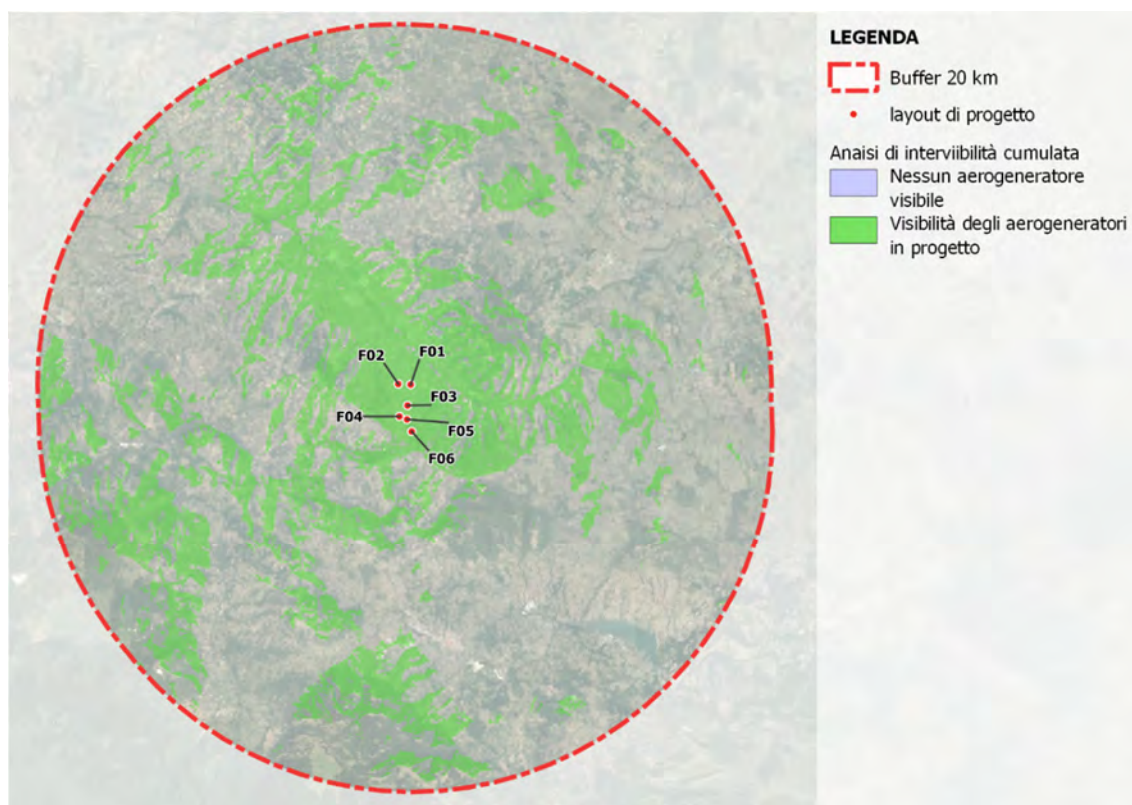 LEGENDA
Buffer 20 km
layout di progetto
Anaisi di interviibilità cumulata
Nessun aerogeneratore
visibile
Visibilità degli aerogeneratori
in progetto
F02
F01
F03
F04
F05
F06